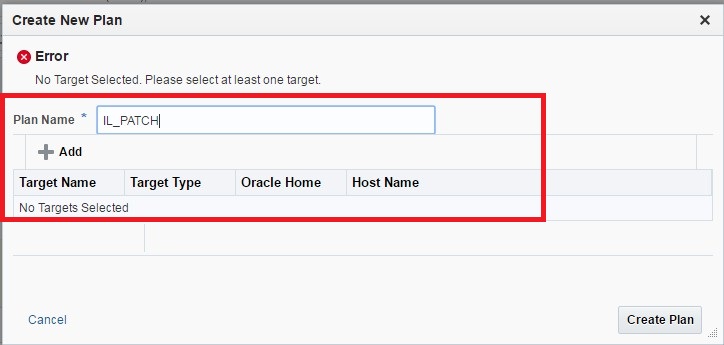 Create New Plan
Error
No Target Selected. Please select at least one target.
Plan Name * IL_PATCH
Add
Target Name Target Type Oracle Home Host Name
No Targets Selected
Cancel Create Plan